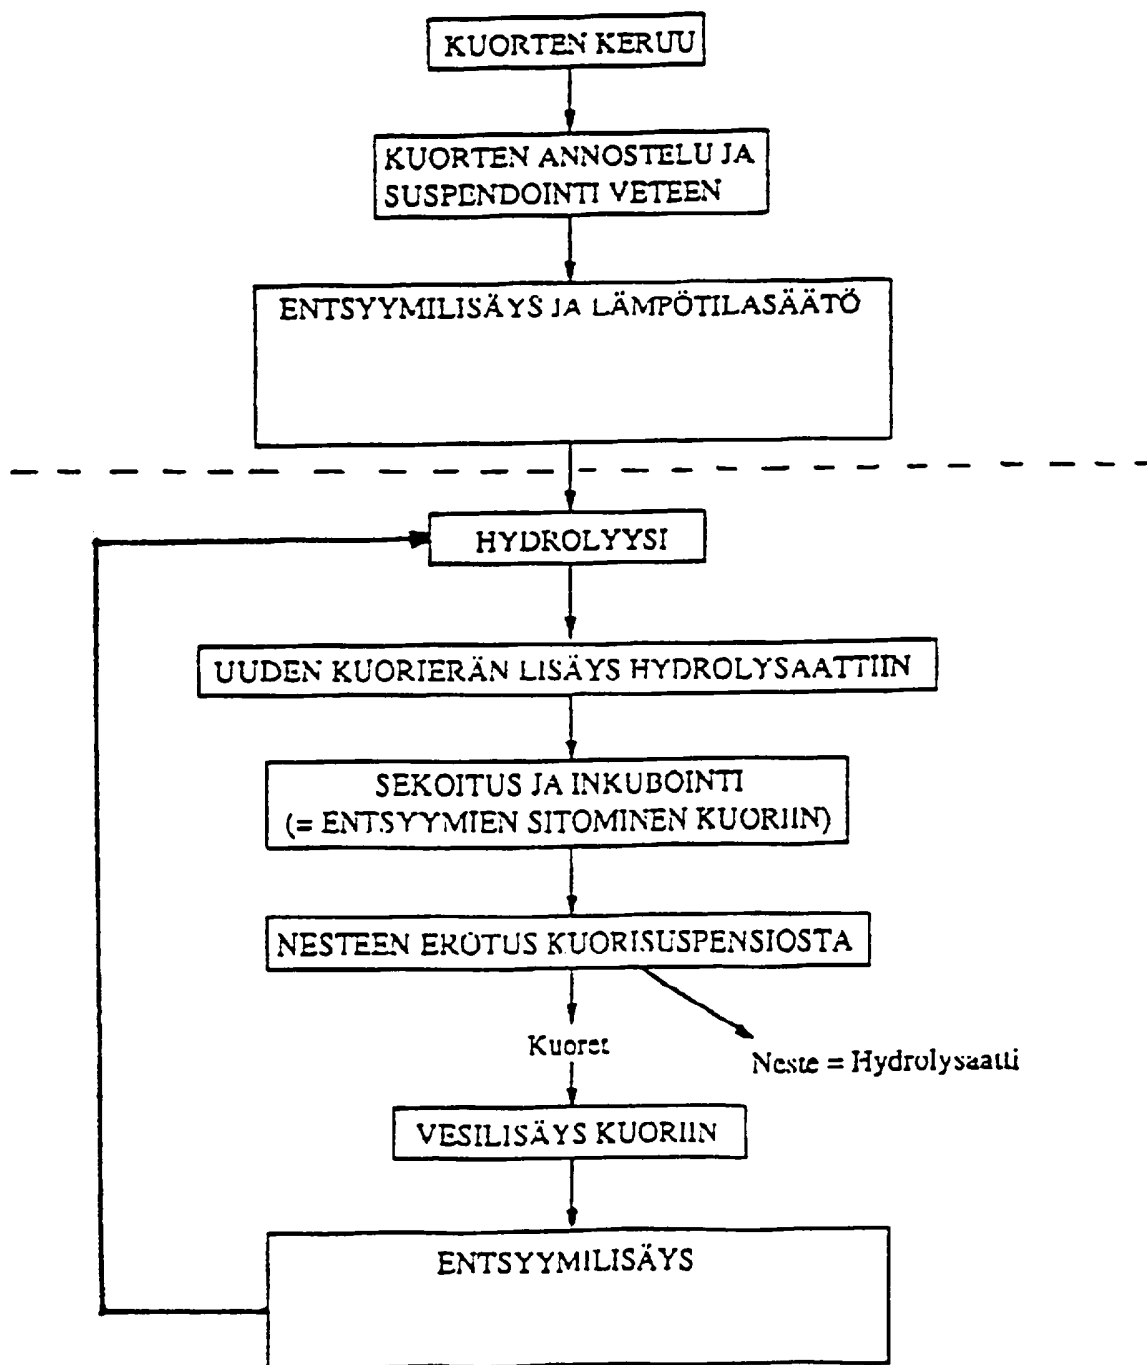 KUORTEN KERUU
KUORTEN ANNOSTELU JA
SUSPENDOINTI VETEEN
ENTSYYMILISÄYS JA LÄMPÖTILASÄÄTÖ
HYDROLYYSI
UUDEN KUORIERÄN LISÄYS HYDROLYSAATTIIN
SEKOITUS JA INKUBOINTI
(= ENTSYYMIEN SITOMINEN KUORIIN)
NESTEEN EROTUS KUORISUSPENSIOSTA
Kuoret
Neste = Hydrolysaatti
VESILISÄYS KUORIIN
ENTSYYMILISÄYS